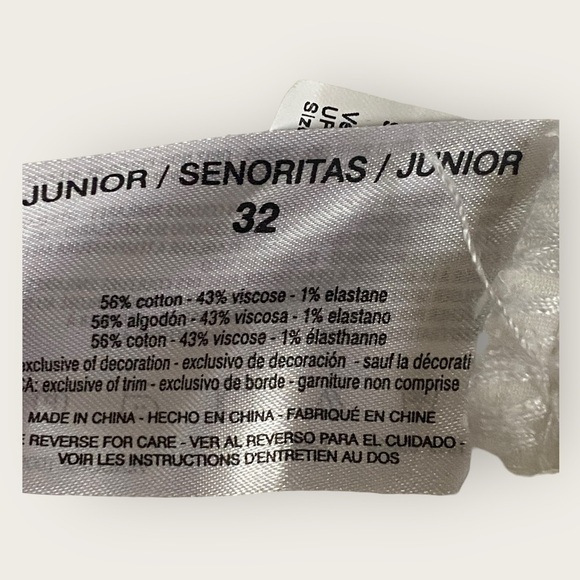 Siz
UP
V
JUNIOR / SENORITAS / JUNIOR
32
56% cotton - 43% viscose - 1% elastane
56% algodón - 43% viscosa - 1% elastano
56% coton - 43% viscose - 1% élasthanne
exclusive of decoration - exclusivo de decoración - sauf la décorati
CA: exclusive of trim - exclusivo de borde - garniture non comprise
MADE IN CHINA - HECHO EN CHINA - FABRIQUÉ EN CHINE
REVERSE FOR CARE - VER AL REVERSO PARA EL CUIDADO -
VOIR LES INSTRUCTIONS D'ENTRETIEN AU DOS